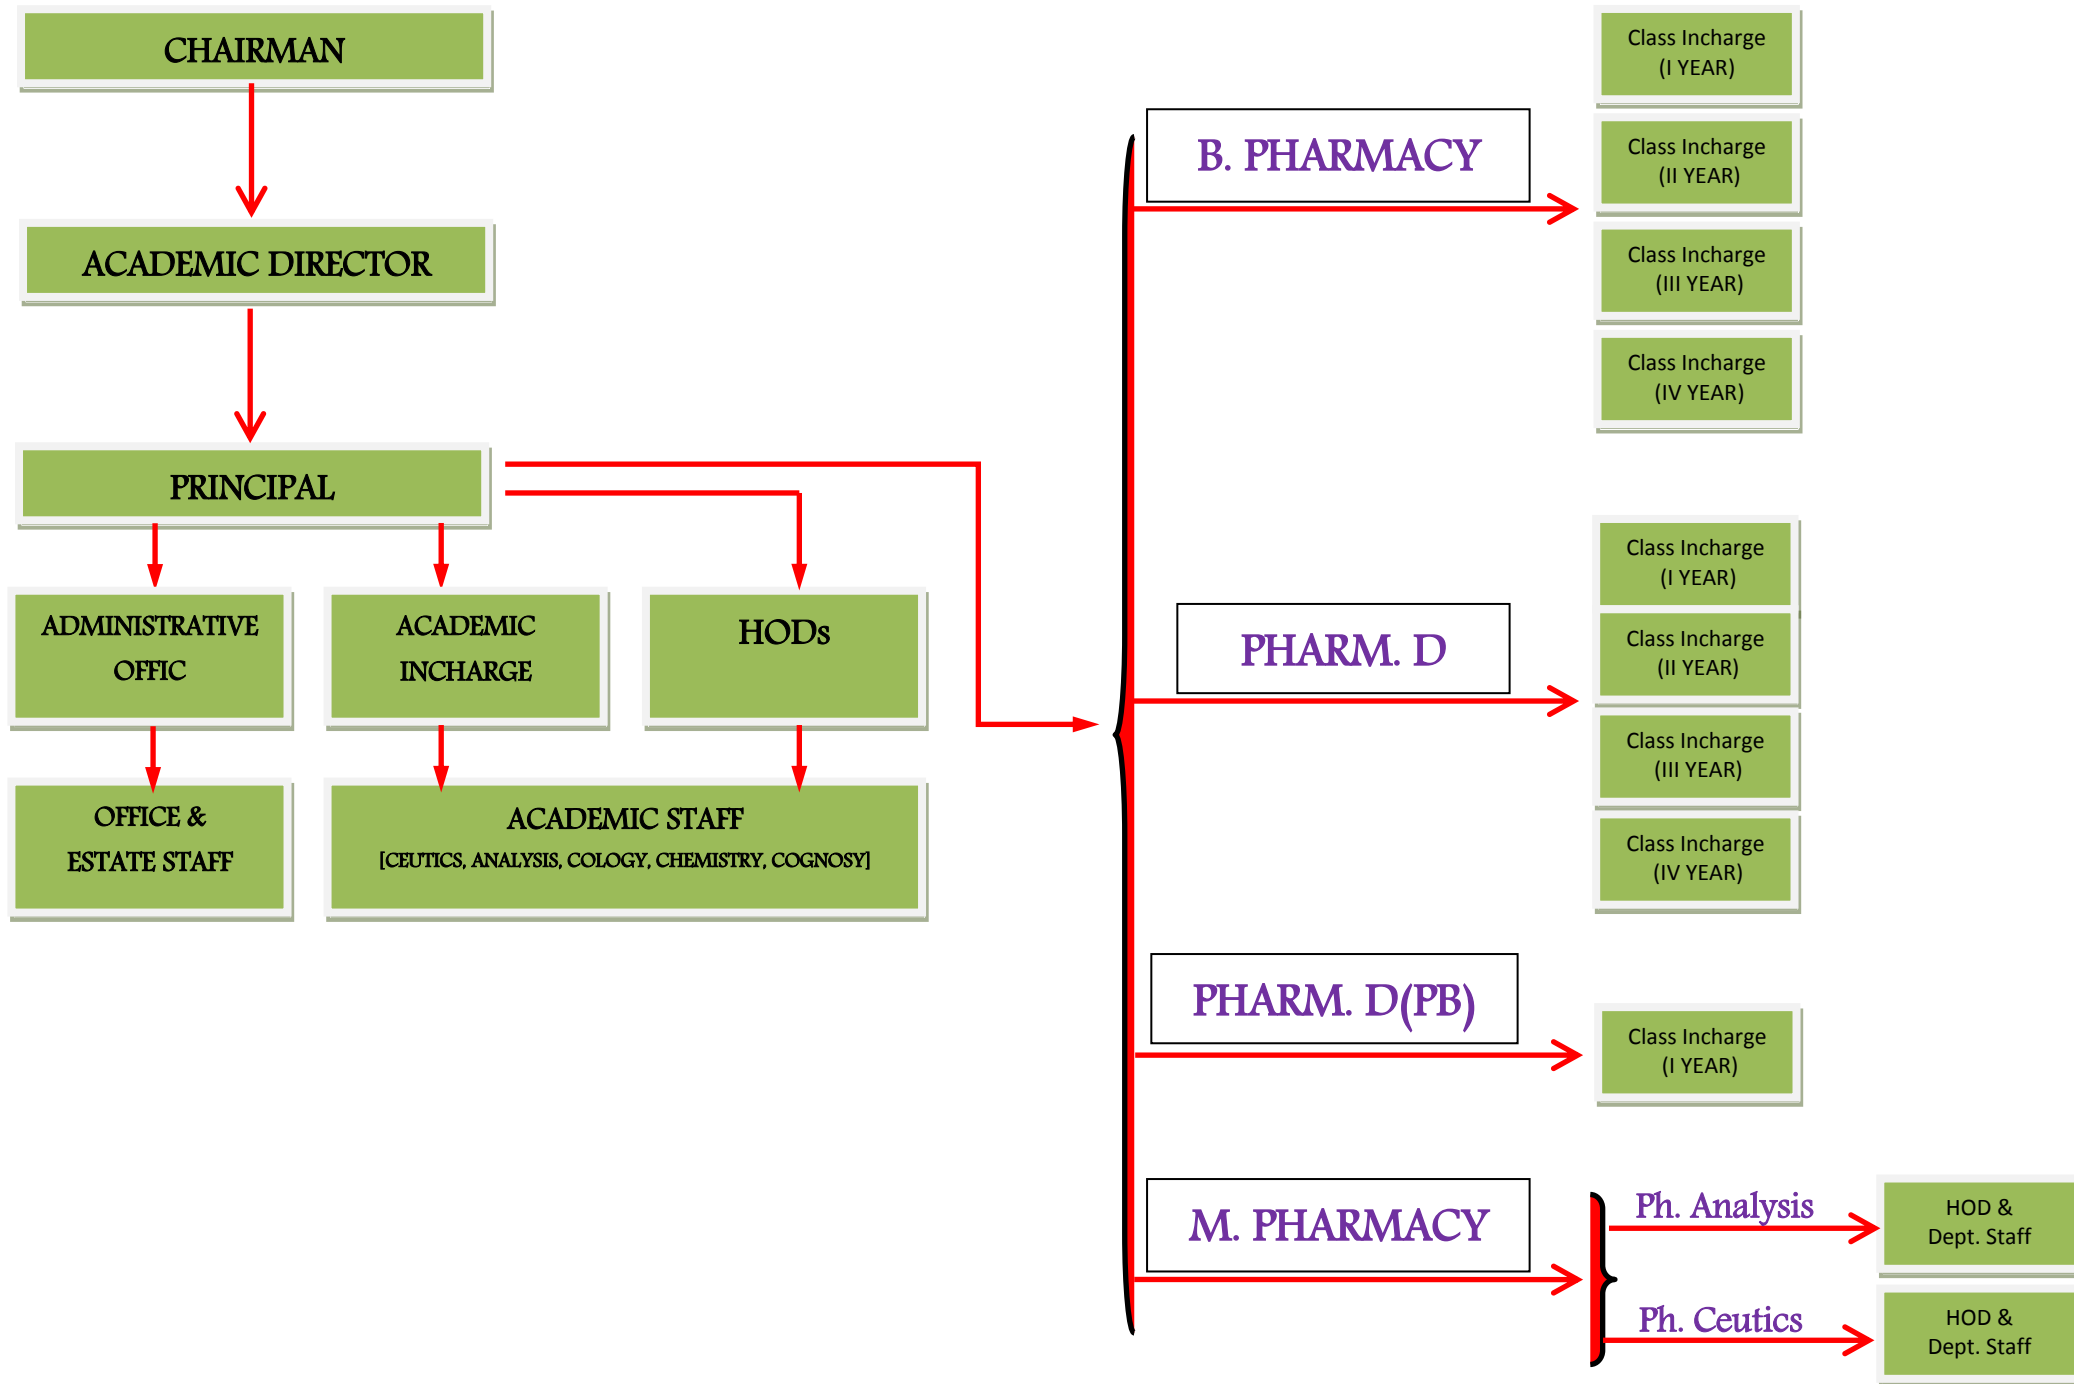 CHAIRMAN
ACADEMIC DIRECTOR
PRINCIPAL
ADMINISTRATIVE
OFFIC
ACADEMIC
INCHARGE
HODs
OFFICE &
ESTATE STAFF
ACADEMIC STAFF
[CEUTICS, ANALYSIS, COLOGY, CHEMISTRY, COGNOSY]
B. PHARMACY
Class Incharge
(I YEAR)
Class Incharge
(II YEAR)
Class Incharge
(III YEAR)
Class Incharge
(IV YEAR)
PHARM. D
Class Incharge
(I YEAR)
Class Incharge
(II YEAR)
Class Incharge
(III YEAR)
Class Incharge
(IV YEAR)
PHARM. D(PB)
Class Incharge
(I YEAR)
M. PHARMACY
Ph. Analysis
HOD &
Dept. Staff
Ph. Ceutics
HOD &
Dept. Staff